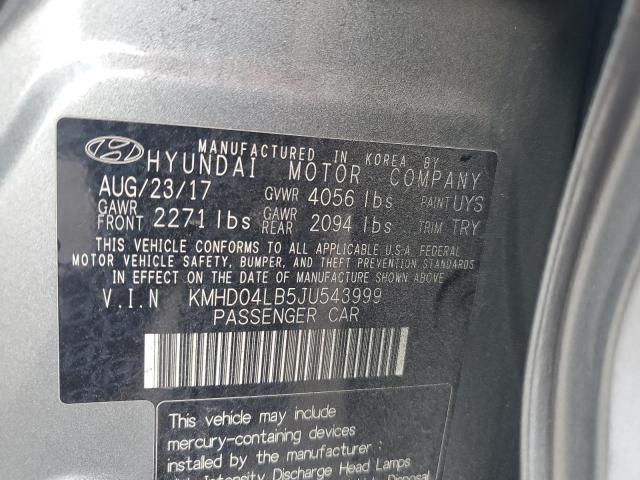 MANUFACTURED IN KOREA BY
HYUNDAI MOTOR COMPANY
AUG/23/17 GVWR 4056 lbs PAINT UYS
GAWR FRONT 2271 lbs GAWR REAR 2094 lbs TRIM TRY
THIS VEHICLE CONFORMS TO ALL APPLICABLE U.S.A. FEDERAL
MOTOR VEHICLE SAFETY, BUMPER, AND THEFT PREVENTION STANDARDS
IN EFFECT ON THE DATE OF MANUFACTURE SHOWN ABOVE.
V.I.N KMHD04LB5JU543999
PASSENGER CAR
This vehicle may include
mercury-containing devices
installed by the manufacturer :
Intensity Discharge Head Lamps
Vehicle Disposal